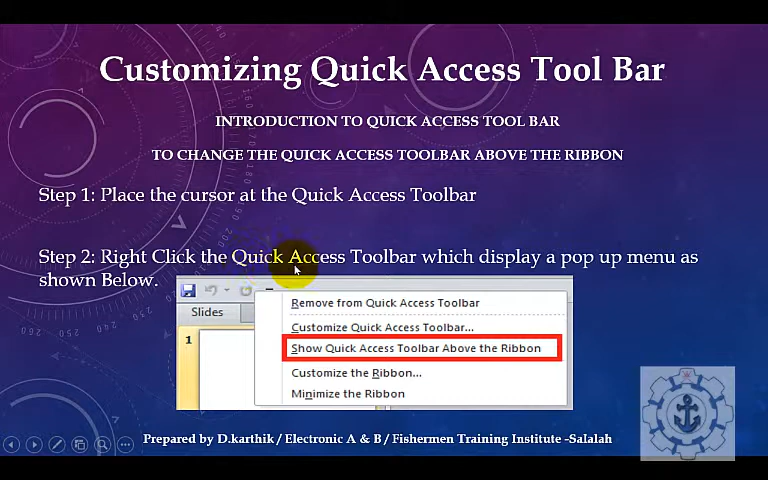 Customizing Quick Access Tool Bar
INTRODUCTION TO QUICK ACCESS TOOL BAR
TO CHANGE THE QUICK ACCESS TOOLBAR ABOVE THE RIBBON
Step 1: Place the cursor at the Quick Access Toolbar
Step 2: Right Click the Quick Access Toolbar which display a pop up menu as
shown Below.
Remove from Quick Access Toolbar
Slides
Customize Quick Access Toolbar...
1
Show Quick Access Toolbar Above the Ribbon
Customize the Ribbon...
Minimize the Ribbon
Prepared by D.karthik / Electronic A & B / Fishermen Training Institute -Salalah